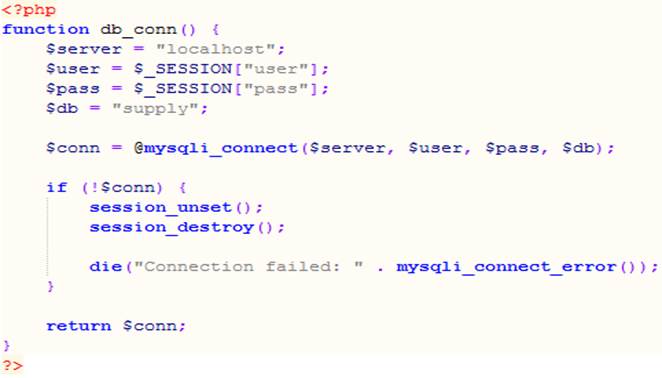 <?php
function db_conn() {
    $server = "localhost";
    $user = $_SESSION["user"];
    $pass = $_SESSION["pass"];
    $db = "supply";

    $conn = @mysqli_connect($server, $user, $pass, $db);

    if (!$conn) {
        session_unset();
        session_destroy();

        die("Connection failed: " . mysqli_connect_error());
    }

    return $conn;
}
?>